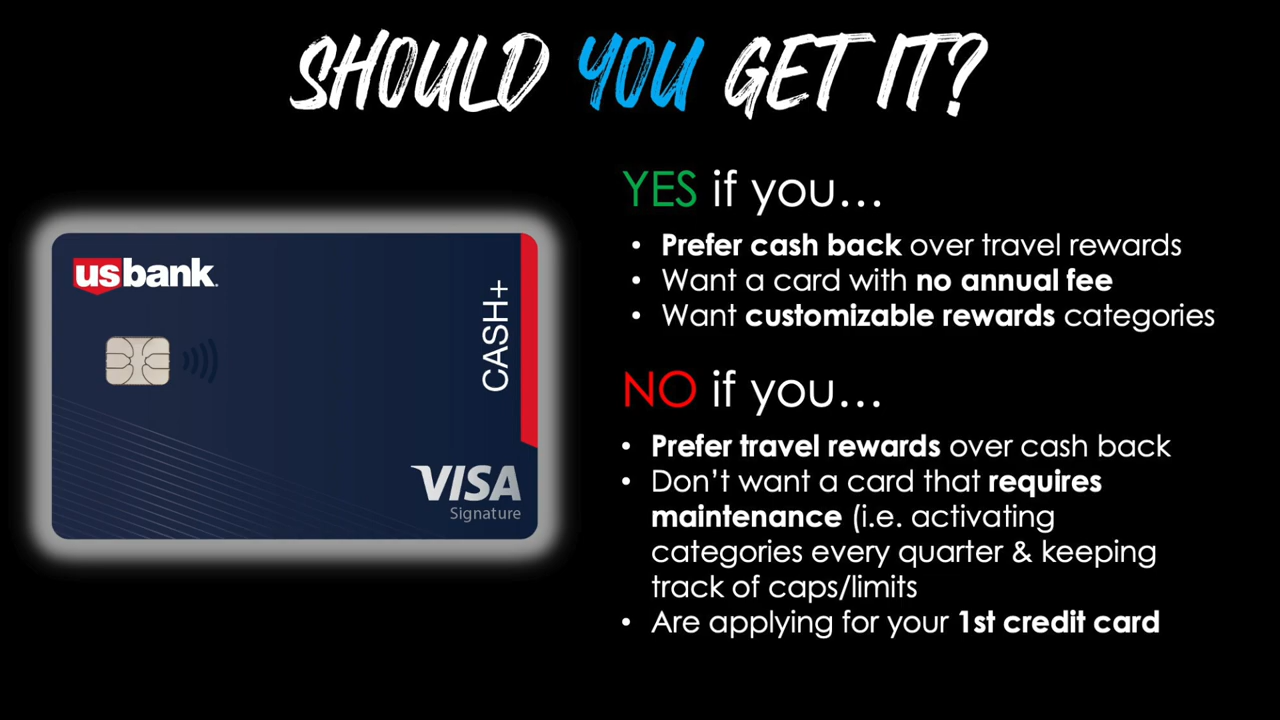 SHOULD YOU GET IT?
YES if you...
• Prefer cash back over travel rewards
• Want a card with no annual fee
• Want customizable rewards categories
usbank.
CASH+
VISA
Signature
NO if you...
• Prefer travel rewards over cash back
• Don't want a card that requires
maintenance (i.e. activating
categories every quarter & keeping
track of caps/limits
• Are applying for your 1st credit card